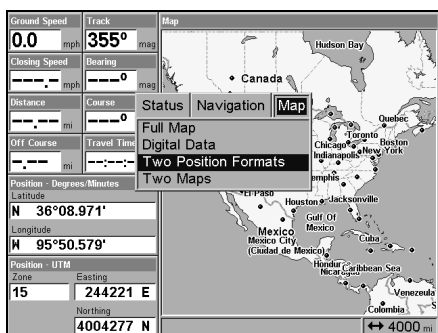 Ground Speed Track Map
0.0 mph 355° mag
Closing Speed Bearing
---.- mph ---° mag
Distance Course
--.-- mi ---°
Off Course Travel Time
-.--- mi --:--:--
Position - Degrees/Minutes
Latitude
N 36°08.971'
Longitude
W 95°50.579'
Position - UTM
Zone Easting
15 244221 E
Northing
4004277 N
Status Navigation Map
Full Map
Digital Data
Two Position Formats
Two Maps
Hudson Bay
Canada
Quebec
Toronto
Chicago Boston
Indianapolis New York
Memphis
El Paso
Houston Jacksonville
Gulf Of
Mexico
Mexico
Mexico City
(Ciudad de Mexico)
Cuba
Caribbean Sea
Venezuela
Colombia
↔ 4000 mi